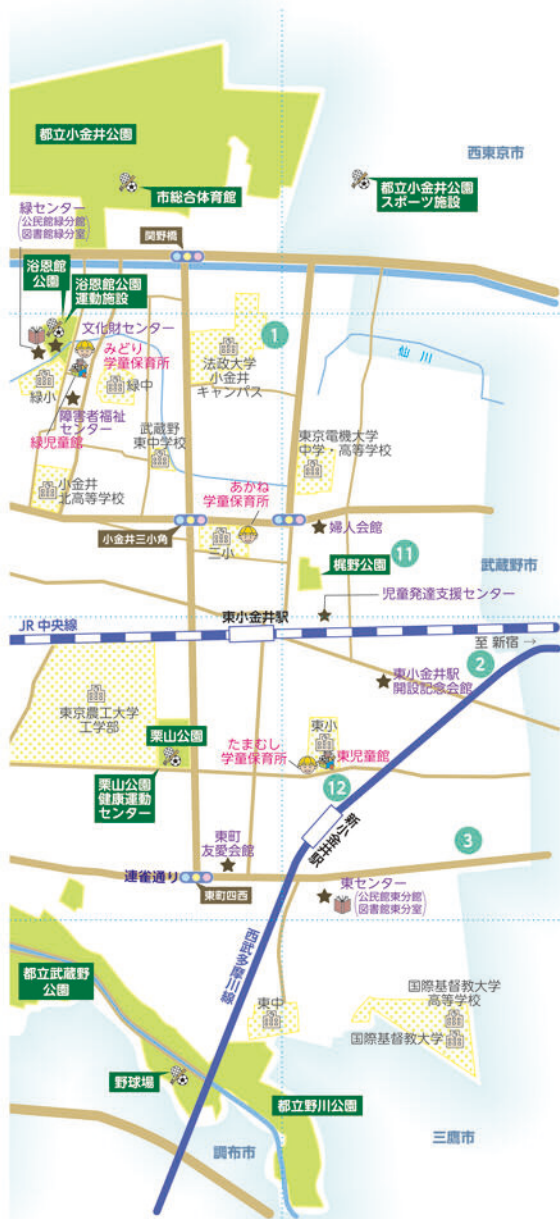 都立小金井公園
西東京市
市総合体育館
都立小金井公園
スポーツ施設
緑センター
(公民館緑分館
図書館緑分室)
関野橋
浴恩館
公園
浴恩館公園
運動施設
文化財センター
みどり
学童保育所
1
法政大学
小金井
キャンパス
仙川
緑小
緑中
障害者福祉
センター
緑児童館
武蔵野
東中学校
東京電機大学
中学・高等学校
小金井
北高等学校
あかね
学童保育所
小金井三小角
三小
婦人会館
11
梶野公園
武蔵野市
児童発達支援センター
東小金井駅
JR中央線
至 新宿 →
2
東小金井駅
開設記念会館
東京農工大学
工学部
栗山公園
東小
たまむし
学童保育所
東児童館
栗山公園
健康運動
センター
12
新小金井駅
3
東町
友愛会館
連雀通り
東町四西
東センター
(公民館東分館
図書館東分室)
西武多摩川線
都立武蔵野
公園
東中
国際基督教大学
高等学校
国際基督教大学
野球場
都立野川公園
調布市
三鷹市